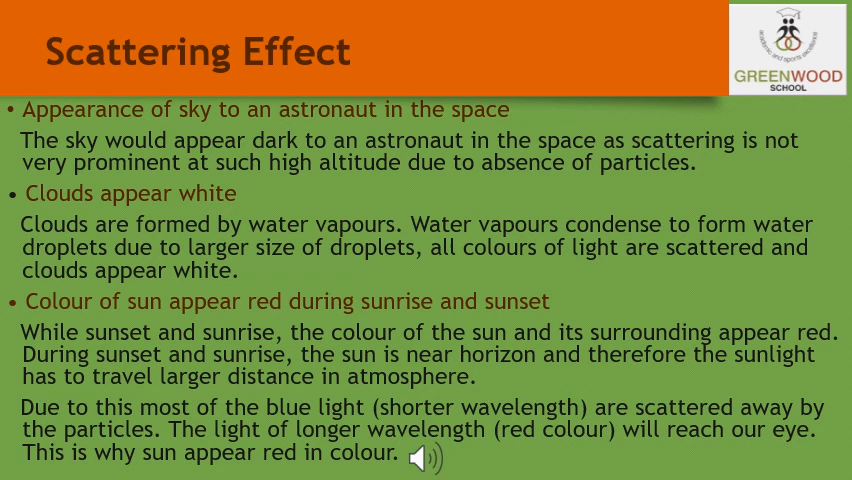 Scattering Effect
academic and sports excellence
GREENWOOD
SCHOOL
• Appearance of sky to an astronaut in the space
The sky would appear dark to an astronaut in the space as scattering is not
very prominent at such high altitude due to absence of particles.
• Clouds appear white
Clouds are formed by water vapours. Water vapours condense to form water
droplets due to larger size of droplets, all colours of light are scattered and
clouds appear white.
• Colour of sun appear red during sunrise and sunset
While sunset and sunrise, the colour of the sun and its surrounding appear red.
During sunset and sunrise, the sun is near horizon and therefore the sunlight
has to travel larger distance in atmosphere.
Due to this most of the blue light (shorter wavelength) are scattered away by
the particles. The light of longer wavelength (red colour) will reach our eye.
This is why sun appear red in colour.